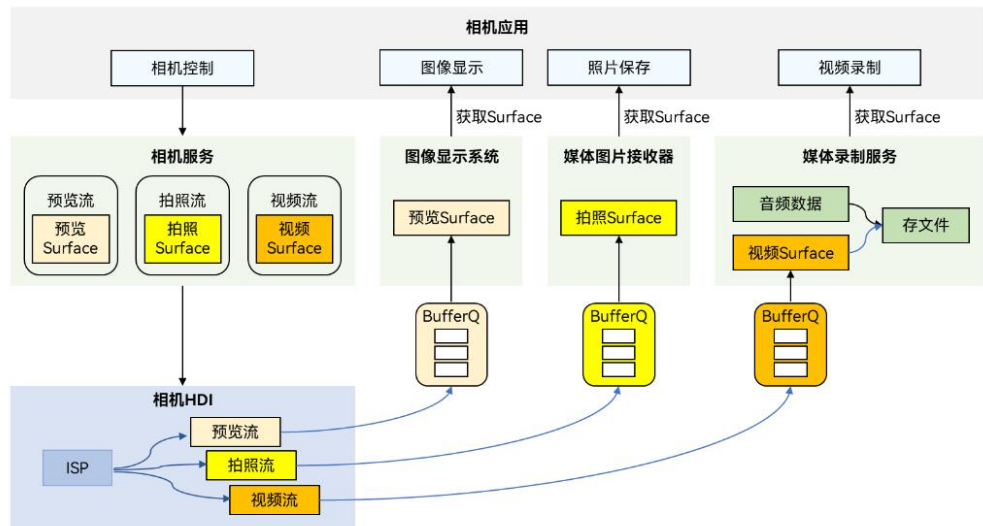 相机应用
相机控制
图像显示
照片保存
视频录制
获取Surface
获取Surface
获取Surface
相机服务
图像显示系统
媒体图片接收器
媒体录制服务
预览流
拍照流
视频流
预览
Surface
拍照
Surface
视频
Surface
预览Surface
拍照Surface
音频数据
存文件
视频Surface
BufferQ
BufferQ
BufferQ
相机HDI
预览流
ISP
拍照流
视频流